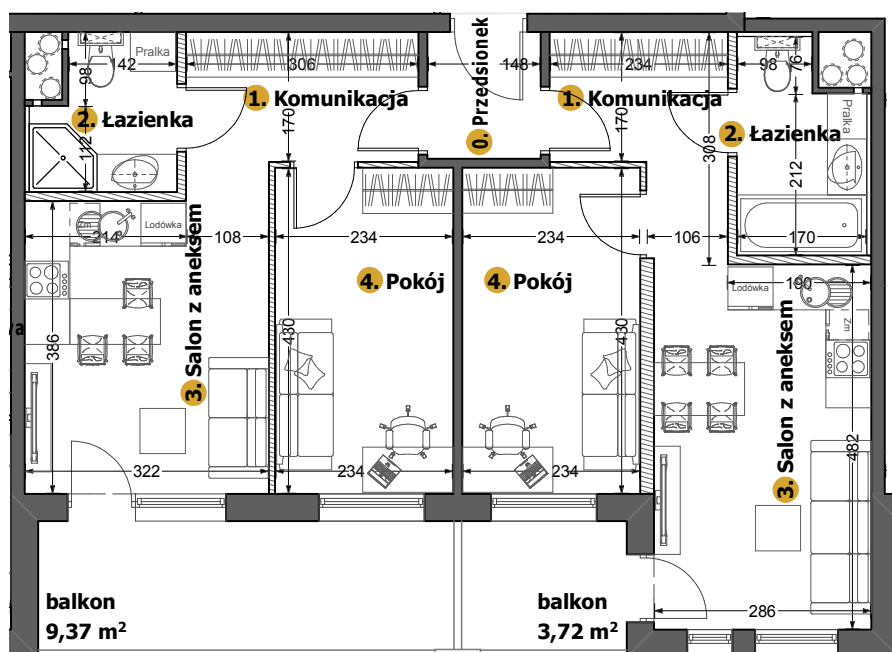 142
Pralka
306
148
234
98
76
98
1. Komunikacja
0. Przedsionek
1. Komunikacja
2. Łazienka
170
170
308
2. Łazienka
Pralka
112
212
Zm
Lodówka
214
108
234
234
106
170
4. Pokój
4. Pokój
Lodówka
190
Zm
386
3. Salon z aneksem
430
430
3. Salon z aneksem
482
322
234
234
balkon
9,37 m²
balkon
3,72 m²
286